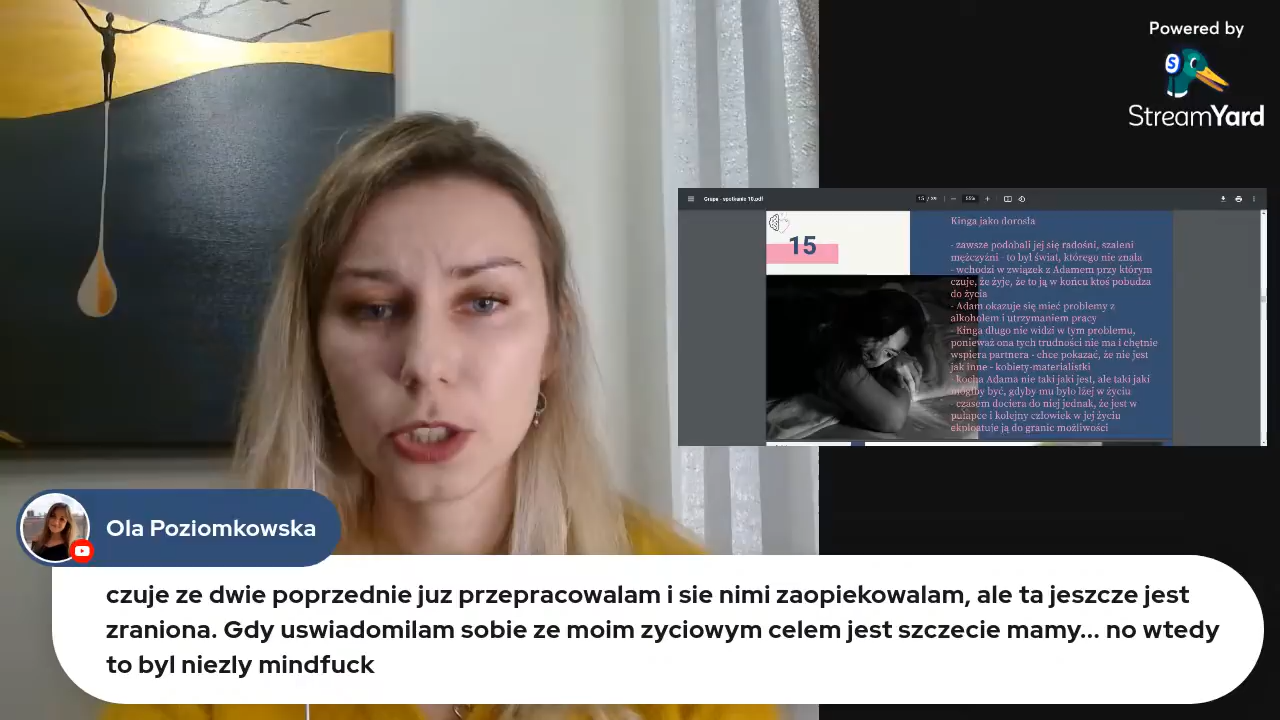 Powered by
StreamYard
Grupa - spotkanie 10.pdf
15 / 39
55%
15
Kinga jako dorosła
- zawsze podobali jej się radośni, szaleni
mężczyźni - to był świat, którego nie znała
- wchodzi w związek z Adamem przy którym
czuje, że żyje, że to ją w końcu ktoś pobudza
do życia
- Adam okazuje się mieć problemy z
alkoholem i utrzymaniem pracy
- Kinga długo nie widzi w tym problemu,
ponieważ ona tych trudności nie ma i chętnie
wspiera partnera - chce pokazać, że nie jest
jak inne - kobiety-materialistki
- kocha Adama nie taki jaki jest, ale taki jaki
mógłby być, gdyby mu było lżej w życiu
- czasem dociera do niej jednak, że jest w
pułapce i kolejny człowiek w jej życiu
eksploatuje ją do granic możliwości
Ola Poziomkowska
czuje ze dwie poprzednie juz przepracowalam i sie nimi zaopiekowalam, ale ta jeszcze jest
zraniona. Gdy uswiadomilam sobie ze moim zyciowym celem jest szczecie mamy... no wtedy
to byl niezly mindfuck